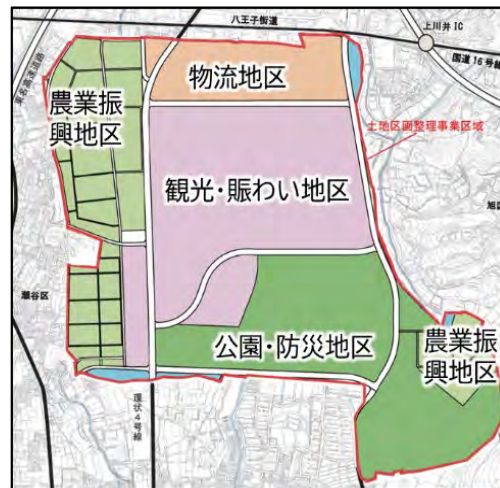 八王子街道
上川井IC
国道16号線
東名高速道路
物流地区
農業振
興地区
土地区画整理事業区域
観光・賑わい地区
旭区
瀬谷区
公園・防災地区
農業振
興地区
環状4号線